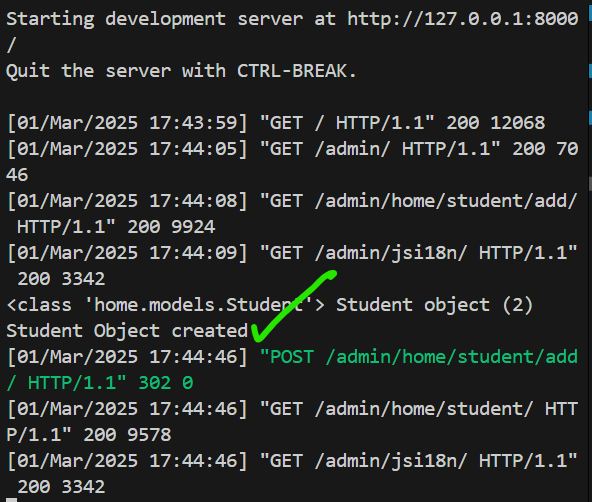 Starting development server at http://127.0.0.1:8000
/
Quit the server with CTRL-BREAK.
[01/Mar/2025 17:43:59] "GET / HTTP/1.1" 200 12068
[01/Mar/2025 17:44:05] "GET /admin/ HTTP/1.1" 200 70
46
[01/Mar/2025 17:44:08] "GET /admin/home/student/add/
 HTTP/1.1" 200 9924
[01/Mar/2025 17:44:09] "GET /admin/jsi18n/ HTTP/1.1"
 200 3342
<class 'home.models.Student'> Student object (2)
Student Object created
[01/Mar/2025 17:44:46] "POST /admin/home/student/add
/ HTTP/1.1" 302 0
[01/Mar/2025 17:44:46] "GET /admin/home/student/ HTT
P/1.1" 200 9578
[01/Mar/2025 17:44:46] "GET /admin/jsi18n/ HTTP/1.1"
 200 3342